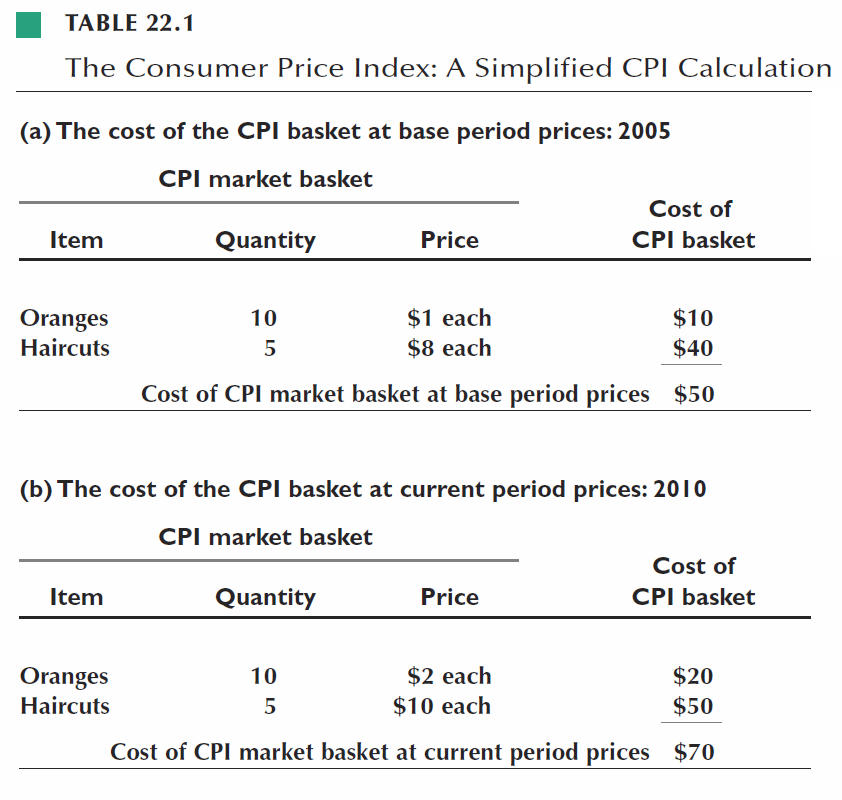 TABLE 22.1
The Consumer Price Index: A Simplified CPI Calculation
(a) The cost of the CPI basket at base period prices: 2005
CPI market basket
Cost of
Item Quantity Price CPI basket
Oranges 10 $1 each $10
Haircuts 5 $8 each $40
Cost of CPI market basket at base period prices $50
(b) The cost of the CPI basket at current period prices: 2010
CPI market basket
Cost of
Item Quantity Price CPI basket
Oranges 10 $2 each $20
Haircuts 5 $10 each $50
Cost of CPI market basket at current period prices $70